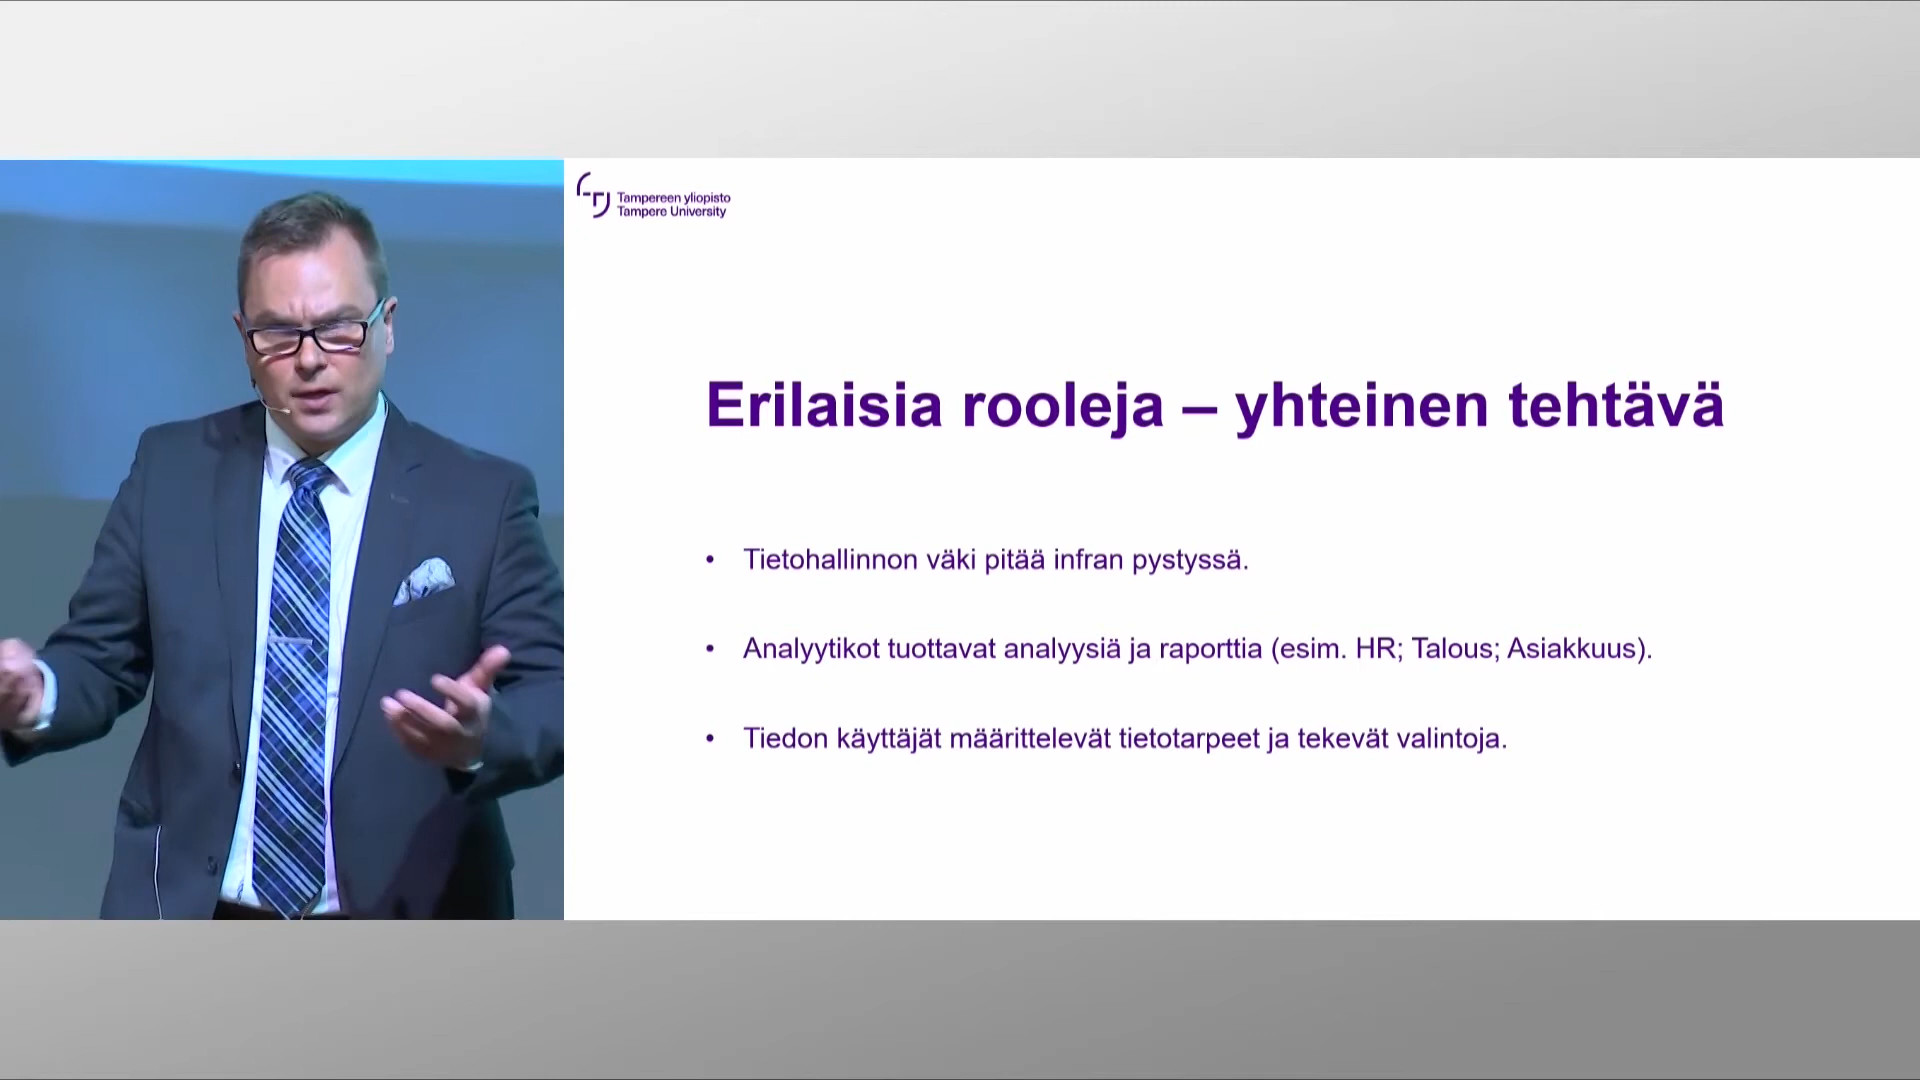 Tampereen yliopisto
Tampere University
Erilaisia rooleja – yhteinen tehtävä
• Tietohallinnon väki pitää infran pystyssä.
• Analyytikot tuottavat analyysiä ja raporttia (esim. HR; Talous; Asiakkuus).
• Tiedon käyttäjät määrittelevät tietotarpeet ja tekevät valintoja.